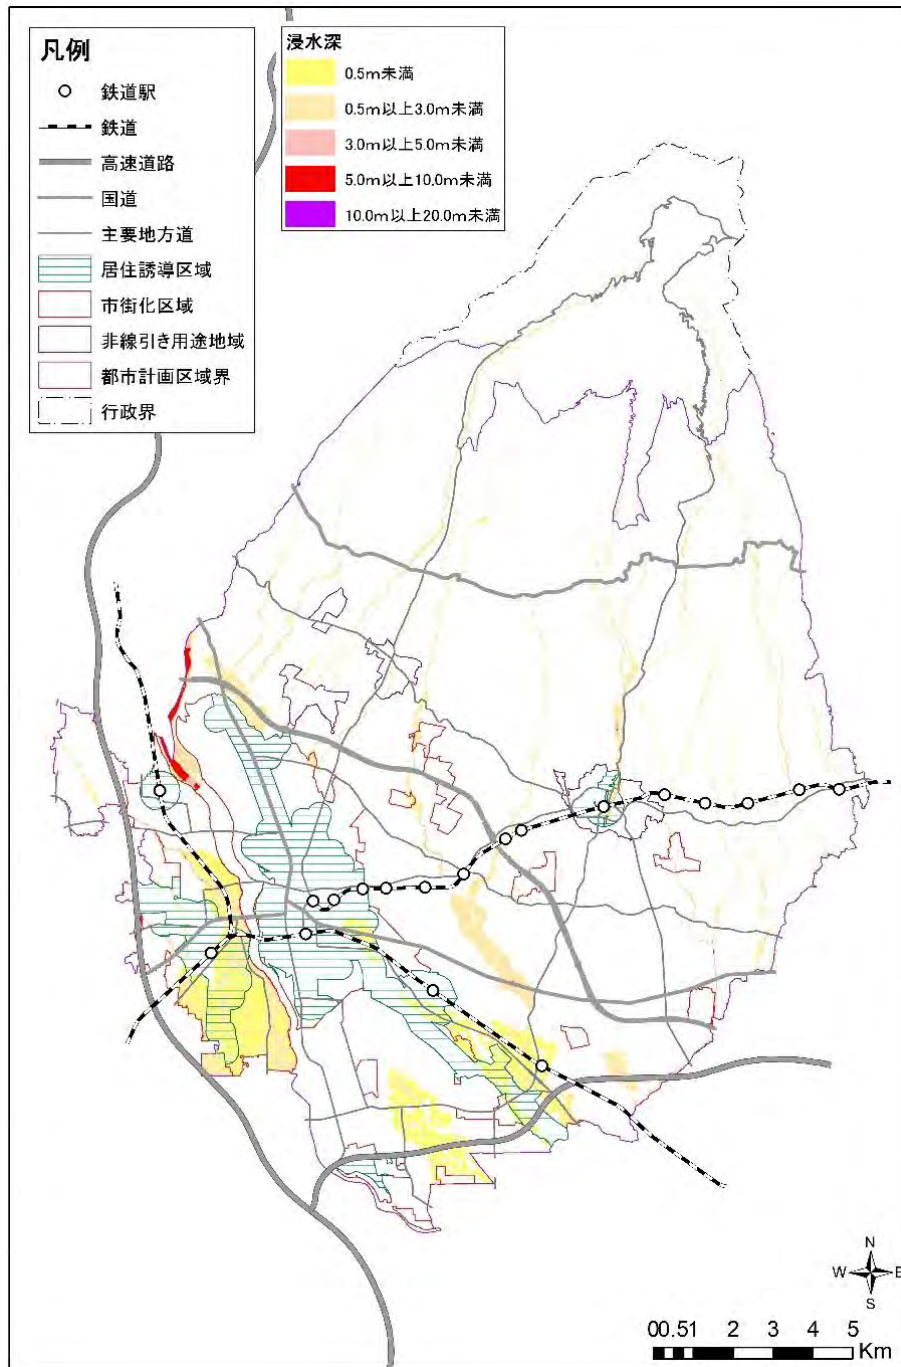 凡例
鉄道駅
鉄道
高速道路
国道
主要地方道
居住誘導区域
市街化区域
非線引き用途地域
都市計画区域界
行政界
浸水深
0.5m未満
0.5m以上3.0m未満
3.0m以上5.0m未満
5.0m以上10.0m未満
10.0m以上20.0m未満
N
W E
S
00.51 2 3 4 5
Km